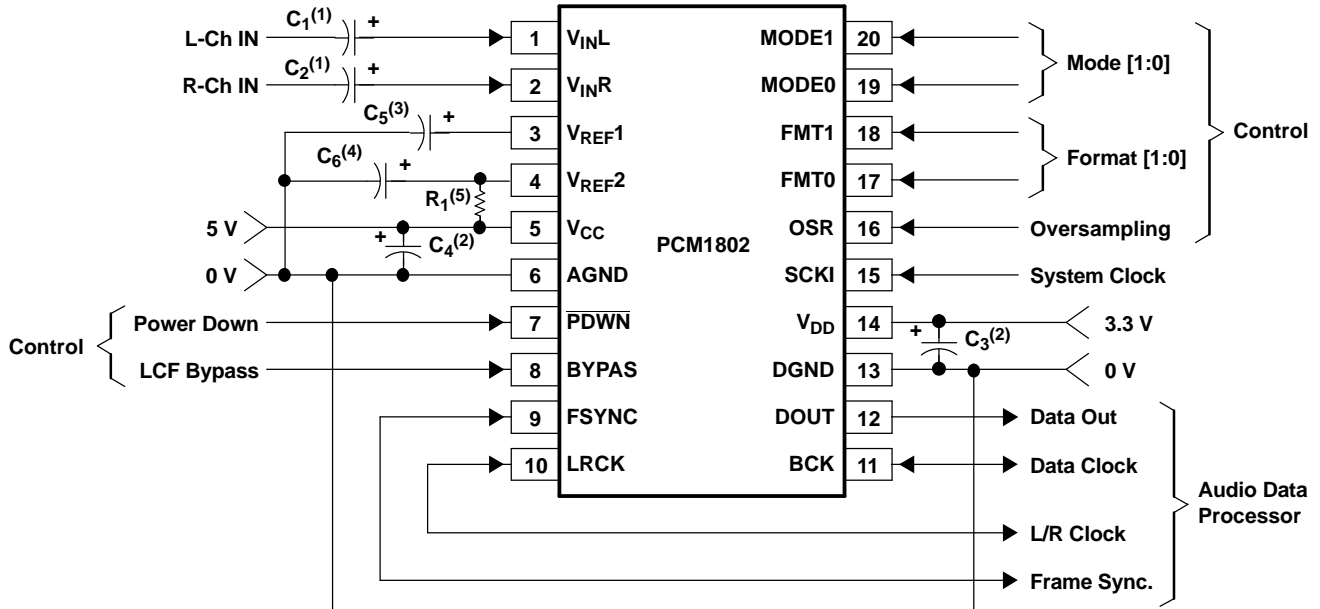 C1(1) +
L-Ch IN
1 VINL
MODE1 20
C2(1) +
R-Ch IN
2 VINR
MODE0 19
Mode [1:0]
C5(3) +
3 VREF1
FMT1 18
C6(4) +
4 VREF2
FMT0 17
Format [1:0]
Control
R1(5)
5 V
+ C4(2)
5 VCC
PCM1802
OSR 16
Oversampling
0 V
6 AGND
SCKI 15
System Clock
Control
Power Down
7 PDWN
VDD 14
+ C3(2)
3.3 V
LCF Bypass
8 BYPAS
DGND 13
0 V
9 FSYNC
DOUT 12
Data Out
10 LRCK
BCK 11
Data Clock
Audio Data
Processor
L/R Clock
Frame Sync.